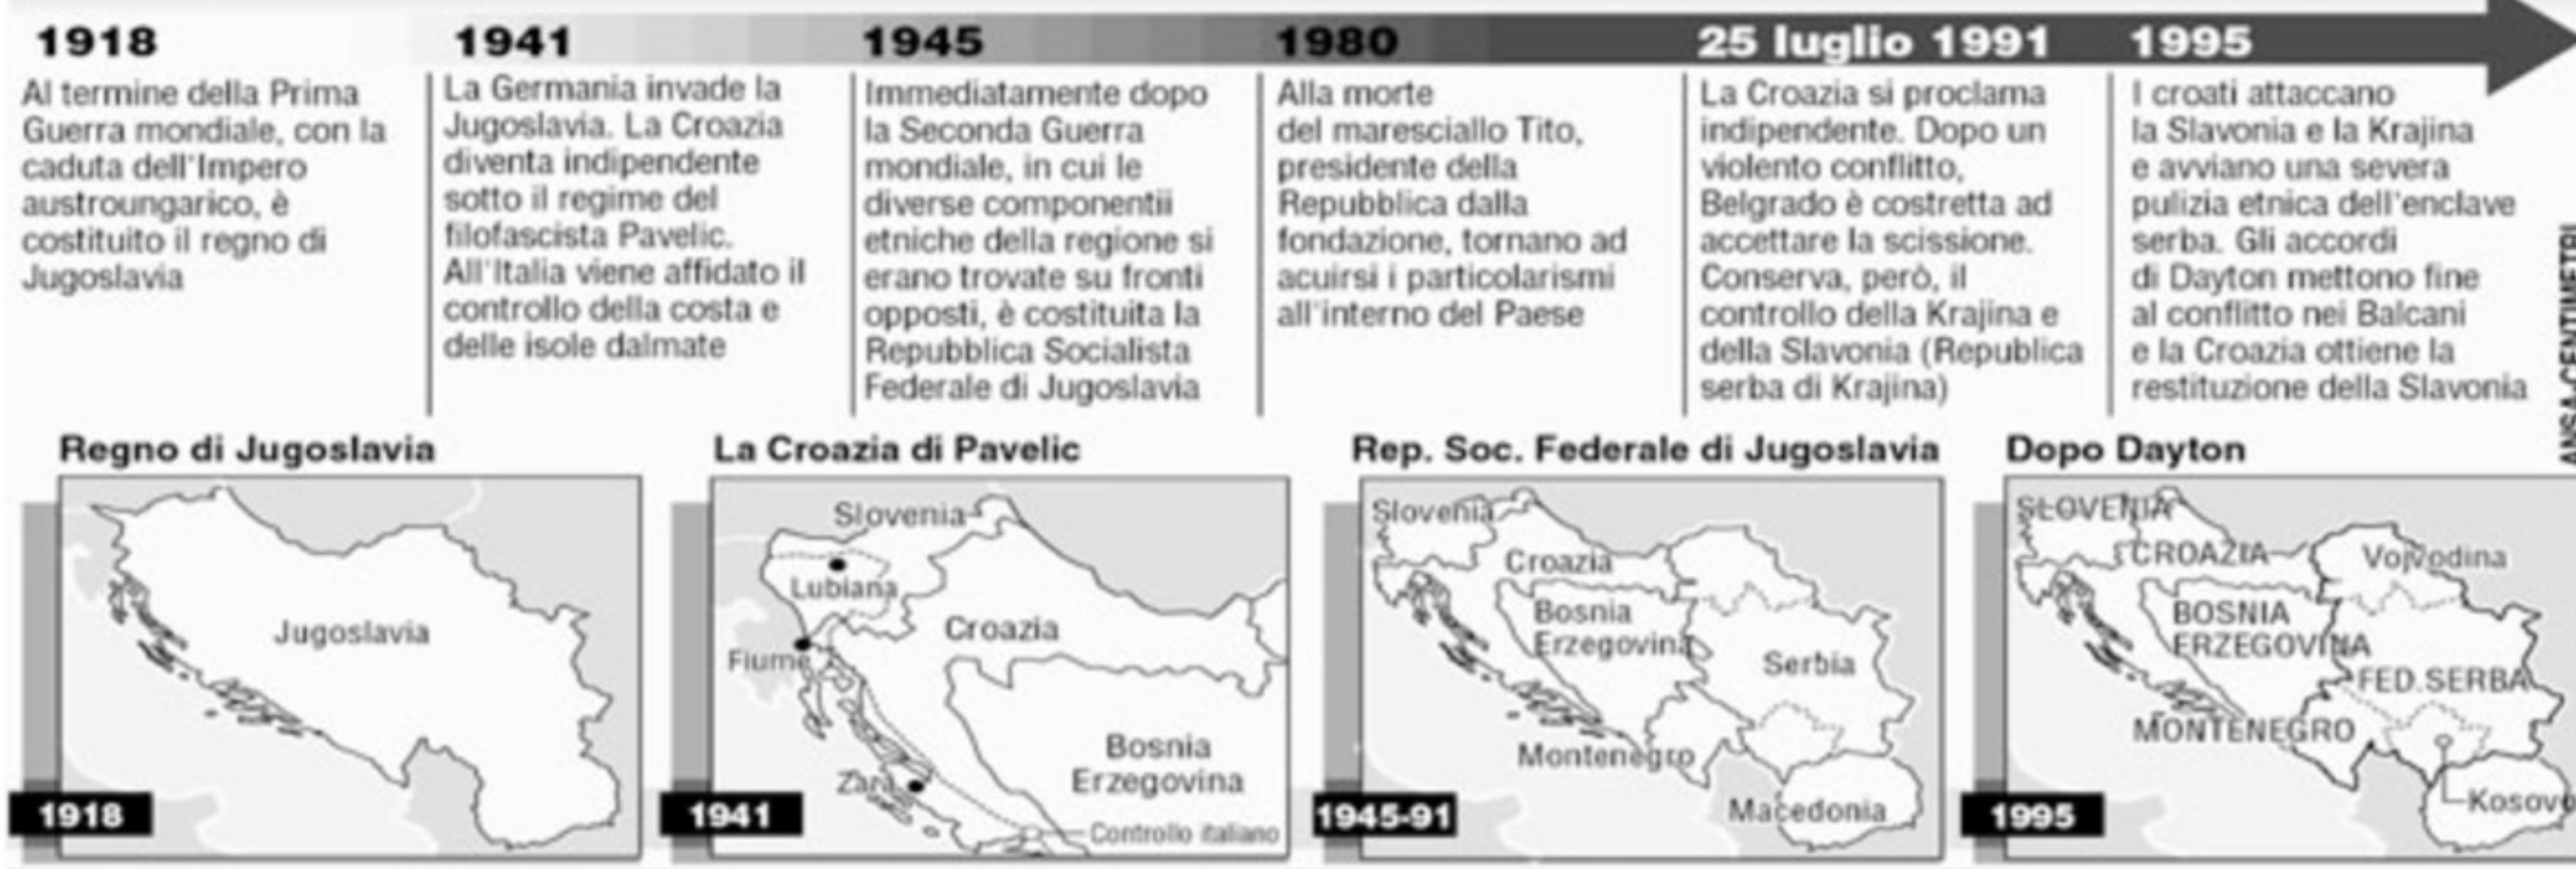 1918
Al termine della Prima
Guerra mondiale, con la
caduta dell'Impero
austroungarico, è
costituito il regno di
Jugoslavia
1941
La Germania invade la
Jugoslavia. La Croazia
diventa indipendente
sotto il regime del
filofascista Pavelic.
All'Italia viene affidato il
controllo della costa e
delle isole dalmate
1945
Immediatamente dopo
la Seconda Guerra
mondiale, in cui le
diverse componentii
etniche della regione si
erano trovate su fronti
opposti, è costituita la
Repubblica Socialista
Federale di Jugoslavia
1980
Alla morte
del maresciallo Tito,
presidente della
Repubblica dalla
fondazione, tornano ad
acuirsi i particolarismi
all'interno del Paese
25 luglio 1991
La Croazia si proclama
indipendente. Dopo un
violento conflitto,
Belgrado è costretta ad
accettare la scissione.
Conserva, però, il
controllo della Krajina e
della Slavonia (Republica
serba di Krajina)
1995
I croati attaccano
la Slavonia e la Krajina
e avviano una severa
pulizia etnica dell'enclave
serba. Gli accordi
di Dayton mettono fine
al conflitto nei Balcani
e la Croazia ottiene la
restituzione della Slavonia
ANSA-CENTIMETRI
Regno di Jugoslavia
Jugoslavia
1918
La Croazia di Pavelic
Slovenia
Lubiana
Croazia
Fiume
Bosnia
Erzegovina
Zara
Controllo italiano
1941
Rep. Soc. Federale di Jugoslavia
Slovenia
Croazia
Bosnia
Erzegovina
Serbia
Montenegro
Macedonia
1945-91
Dopo Dayton
SLOVENIA
CROAZIA
Vojvodina
BOSNIA
ERZEGOVINA
FED.SERBA
MONTENEGRO
Kosovo
1995